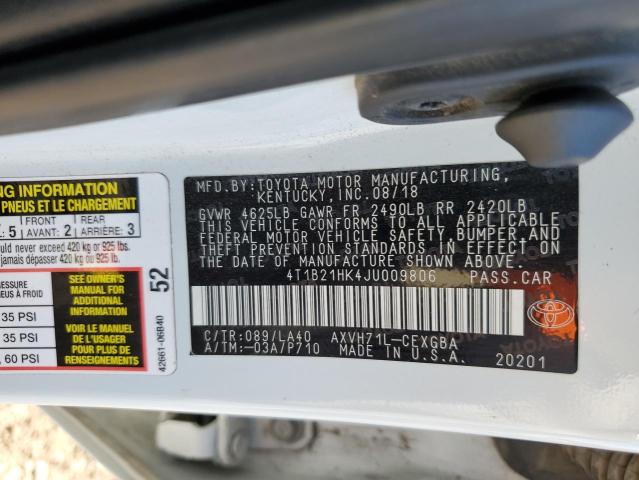 NG INFORMATION
PNEUS ET LE CHARGEMENT
5 FRONT AVANT 2 REAR ARRIÈRE 3
ould never exceed 420 kg or 925 lbs.
jamais dépasser 420 kg ou 925 lb.
PNEUS À FROID
35 PSI
35 PSI
, 60 PSI
SEE OWNER'S
MANUAL FOR
ADDITIONAL
INFORMATION
VOIR LE MANUEL DE
L'USAGER POUR
PLUS DE
RENSEIGNEMENTS
52
42661-06B40
MFD.BY:TOYOTA MOTOR MANUFACTURING,
KENTUCKY, INC.08/18
GVWR 4625LB GAWR FR 2490LB RR 2420LB
THIS VEHICLE CONFORMS TO ALL APPLICABLE
FEDERAL MOTOR VEHICLE SAFETY, BUMPER, AND
THEFT PREVENTION STANDARDS IN EFFECT ON
THE DATE OF MANUFACTURE SHOWN ABOVE.
4T1B21HK4JU009806 PASS.CAR
C/TR:089/LA40 AXVH71L-CEXGBA
A/TM:-03A/P710 MADE IN U.S.A.
20201
TOYOTA